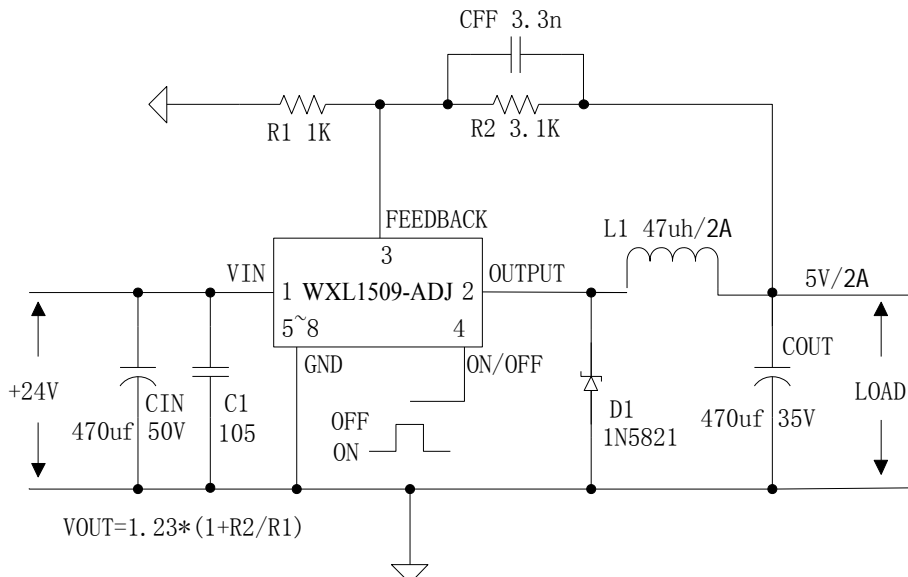 CFF 3.3n
R1 1K
R2 3.1K
FEEDBACK
L1 47uh/2A
3
VIN
OUTPUT
5V/2A
1 WXL1509-ADJ 2
5~8
4
GND
ON/OFF
COUT
+24V
CIN
C1
OFF
D1
470uf
35V
LOAD
470uf
50V
105
ON
1N5821
VOUT=1.23*(1+R2/R1)